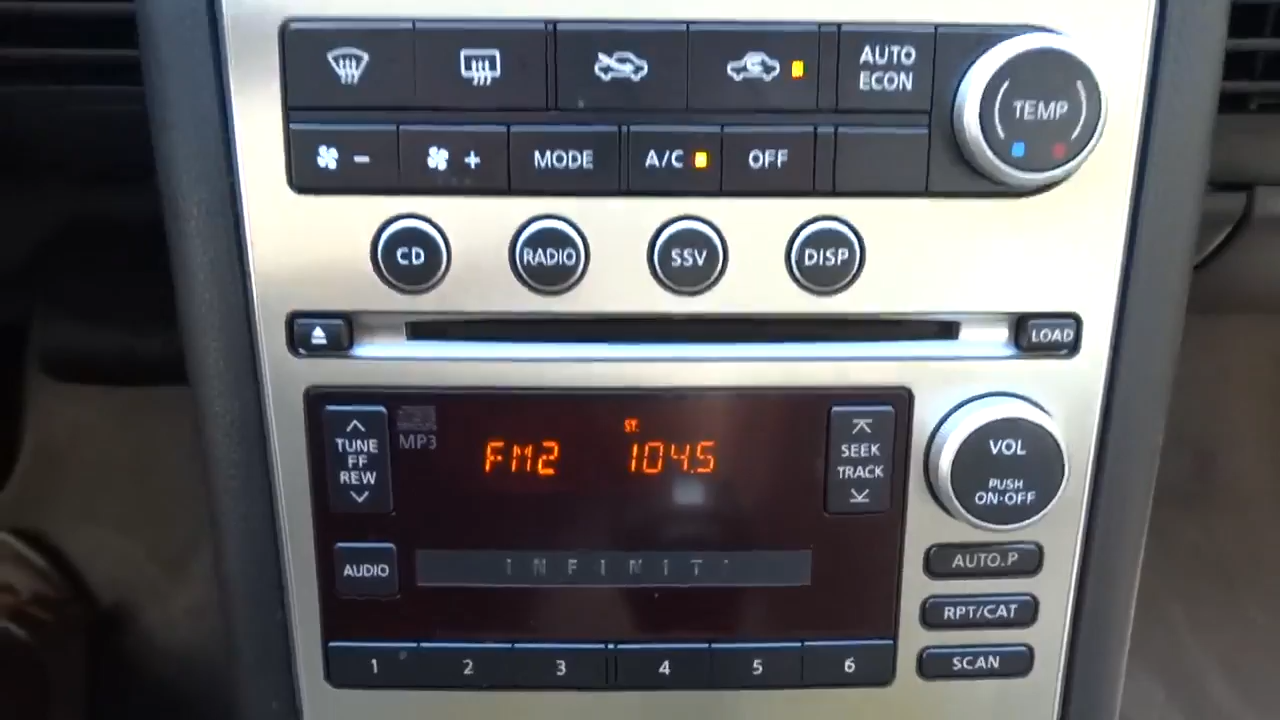 AUTO
ECON
TEMP
MODE
A/C
OFF
CD
RADIO
SSV
DISP
LOAD
TUNE
FF
REW
MP3
FM2
ST.
104.5
SEEK
TRACK
VOL
PUSH
ON·OFF
AUDIO
INFINIT
AUTO.P
RPT/CAT
SCAN
1 2 3 4 5 6